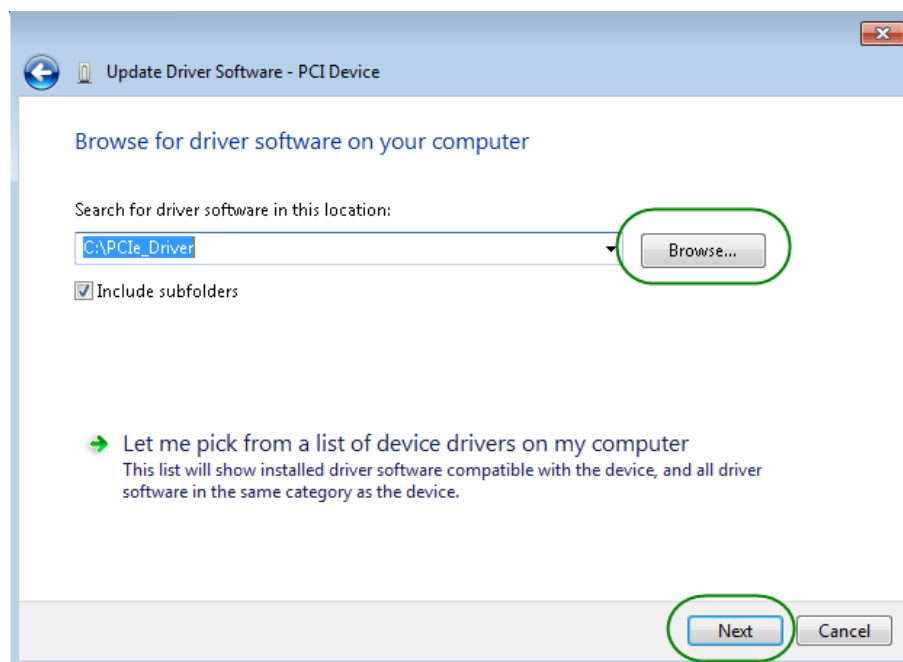 Update Driver Software - PCI Device
Browse for driver software on your computer
Search for driver software in this location:
C:\PCIe_Driver
Browse...
Include subfolders
Let me pick from a list of device drivers on my computer
This list will show installed driver software compatible with the device, and all driver
software in the same category as the device.
Next
Cancel